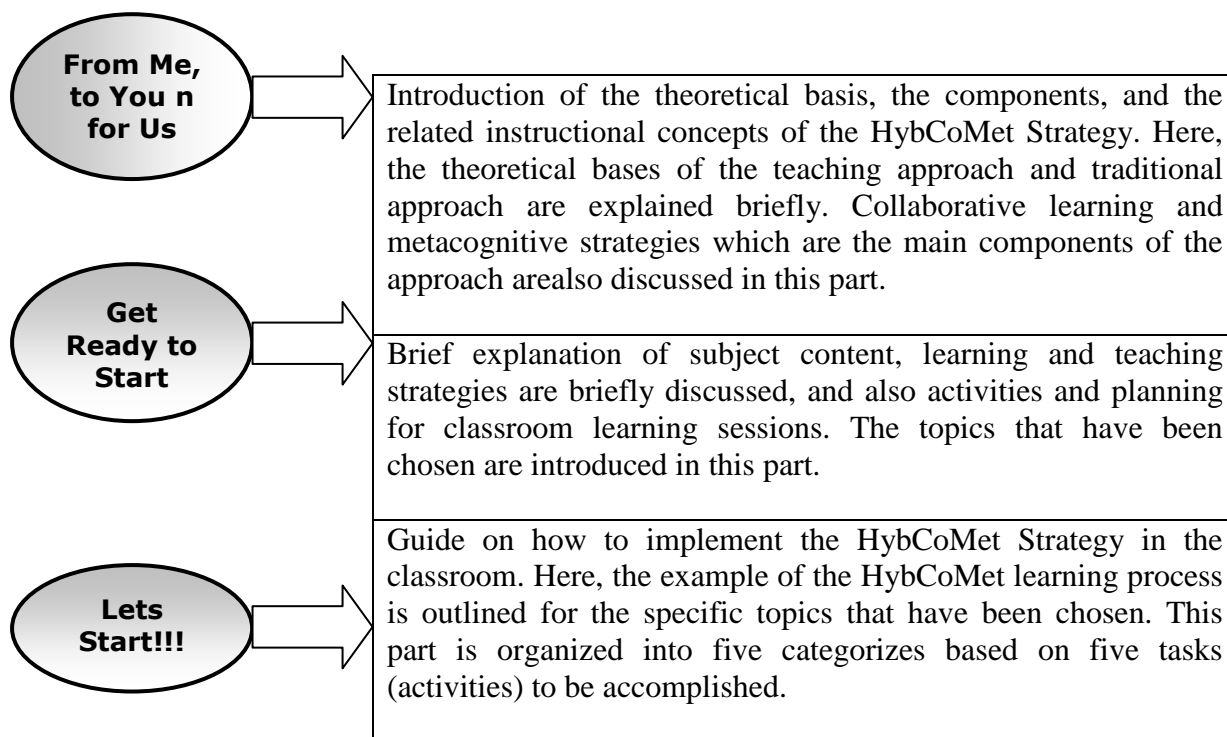 From Me,
to You n
for Us
Introduction of the theoretical basis, the components, and the
related instructional concepts of the HybCoMet Strategy. Here,
the theoretical bases of the teaching approach and traditional
approach are explained briefly. Collaborative learning and
metacognitive strategies which are the main components of the
approach arealso discussed in this part.
Get
Ready to
Start
Brief explanation of subject content, learning and teaching
strategies are briefly discussed, and also activities and planning
for classroom learning sessions. The topics that have been
chosen are introduced in this part.
Lets
Start!!!
Guide on how to implement the HybCoMet Strategy in the
classroom. Here, the example of the HybCoMet learning process
is outlined for the specific topics that have been chosen. This
part is organized into five categorizes based on five tasks
(activities) to be accomplished.